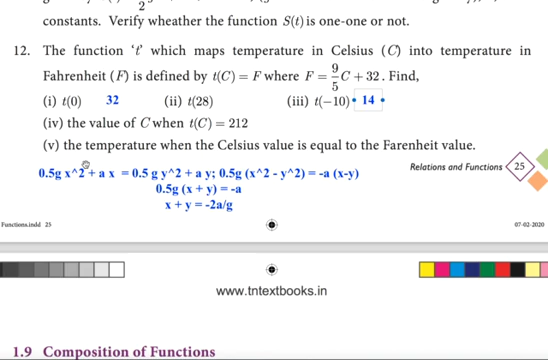 2
constants. Verify wheather the function S(t) is one-one or not.
12. The function ‘t’ which maps temperature in Celsius (C) into temperature in
Fahrenheit (F) is defined by t(C) = F where F = 9/5 C + 32. Find,
(i) t(0) 32 (ii) t(28) (iii) t(−10) 14
(iv) the value of C when t(C) = 212
(v) the temperature when the Celsius value is equal to the Farenheit value.
0.5g x^2 + a x = 0.5 g y^2 + a y; 0.5g (x^2 - y^2) = -a (x-y)
0.5g (x + y) = -a
x + y = -2a/g
Relations and Functions 25
Functions.indd 25 07-02-2020
www.tntextbooks.in
1.9 Composition of Functions